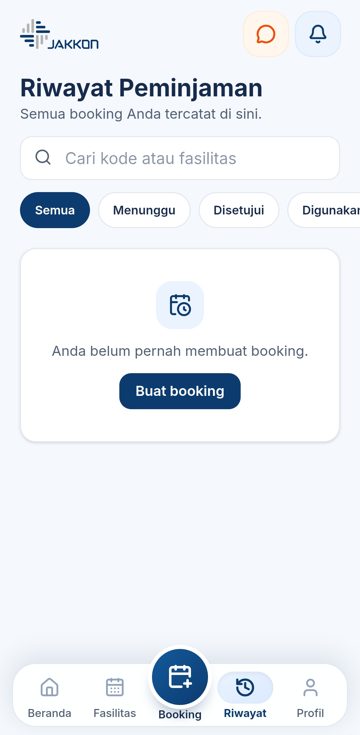 JAKKON
Riwayat Peminjaman
Semua booking Anda tercatat di sini.
Cari kode atau fasilitas
Semua
Menunggu
Disetujui
Digunakan
Anda belum pernah membuat booking.
Buat booking
Beranda
Fasilitas
Booking
Riwayat
Profil